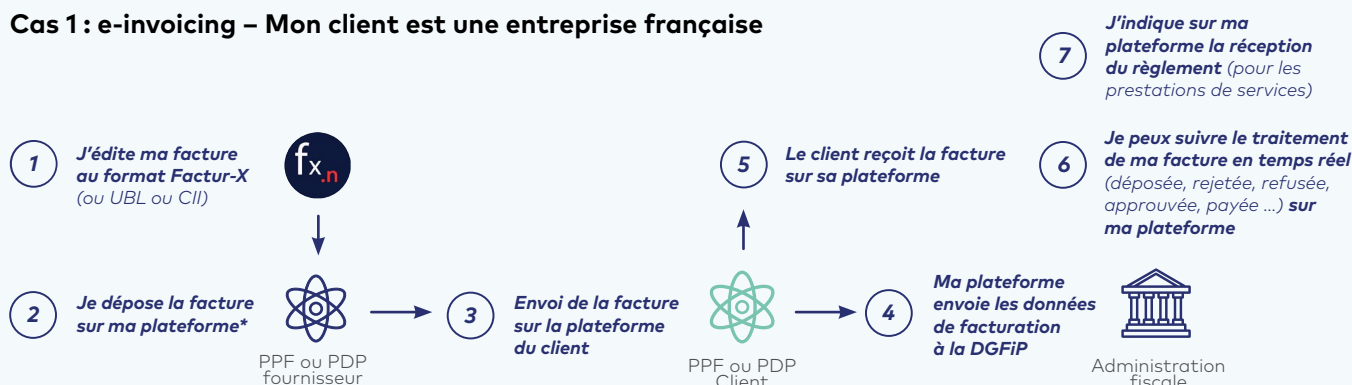 Cas 1 : e-invoicing – Mon client est une entreprise française
1
J'édite ma facture
au format Factur-X
(ou UBL ou CII)
fx.n
2
Je dépose la facture
sur ma plateforme*
PPF ou PDP
fournisseur
3
Envoi de la facture
sur la plateforme
du client
PPF ou PDP
Client
4
Ma plateforme
envoie les données
de facturation
à la DGFiP
Administration
fiscale
5
Le client reçoit la facture
sur sa plateforme
6
Je peux suivre le traitement
de ma facture en temps réel
(déposée, rejetée, refusée,
approuvée, payée ...) sur
ma plateforme
7
J'indique sur ma
plateforme la réception
du règlement (pour les
prestations de services)